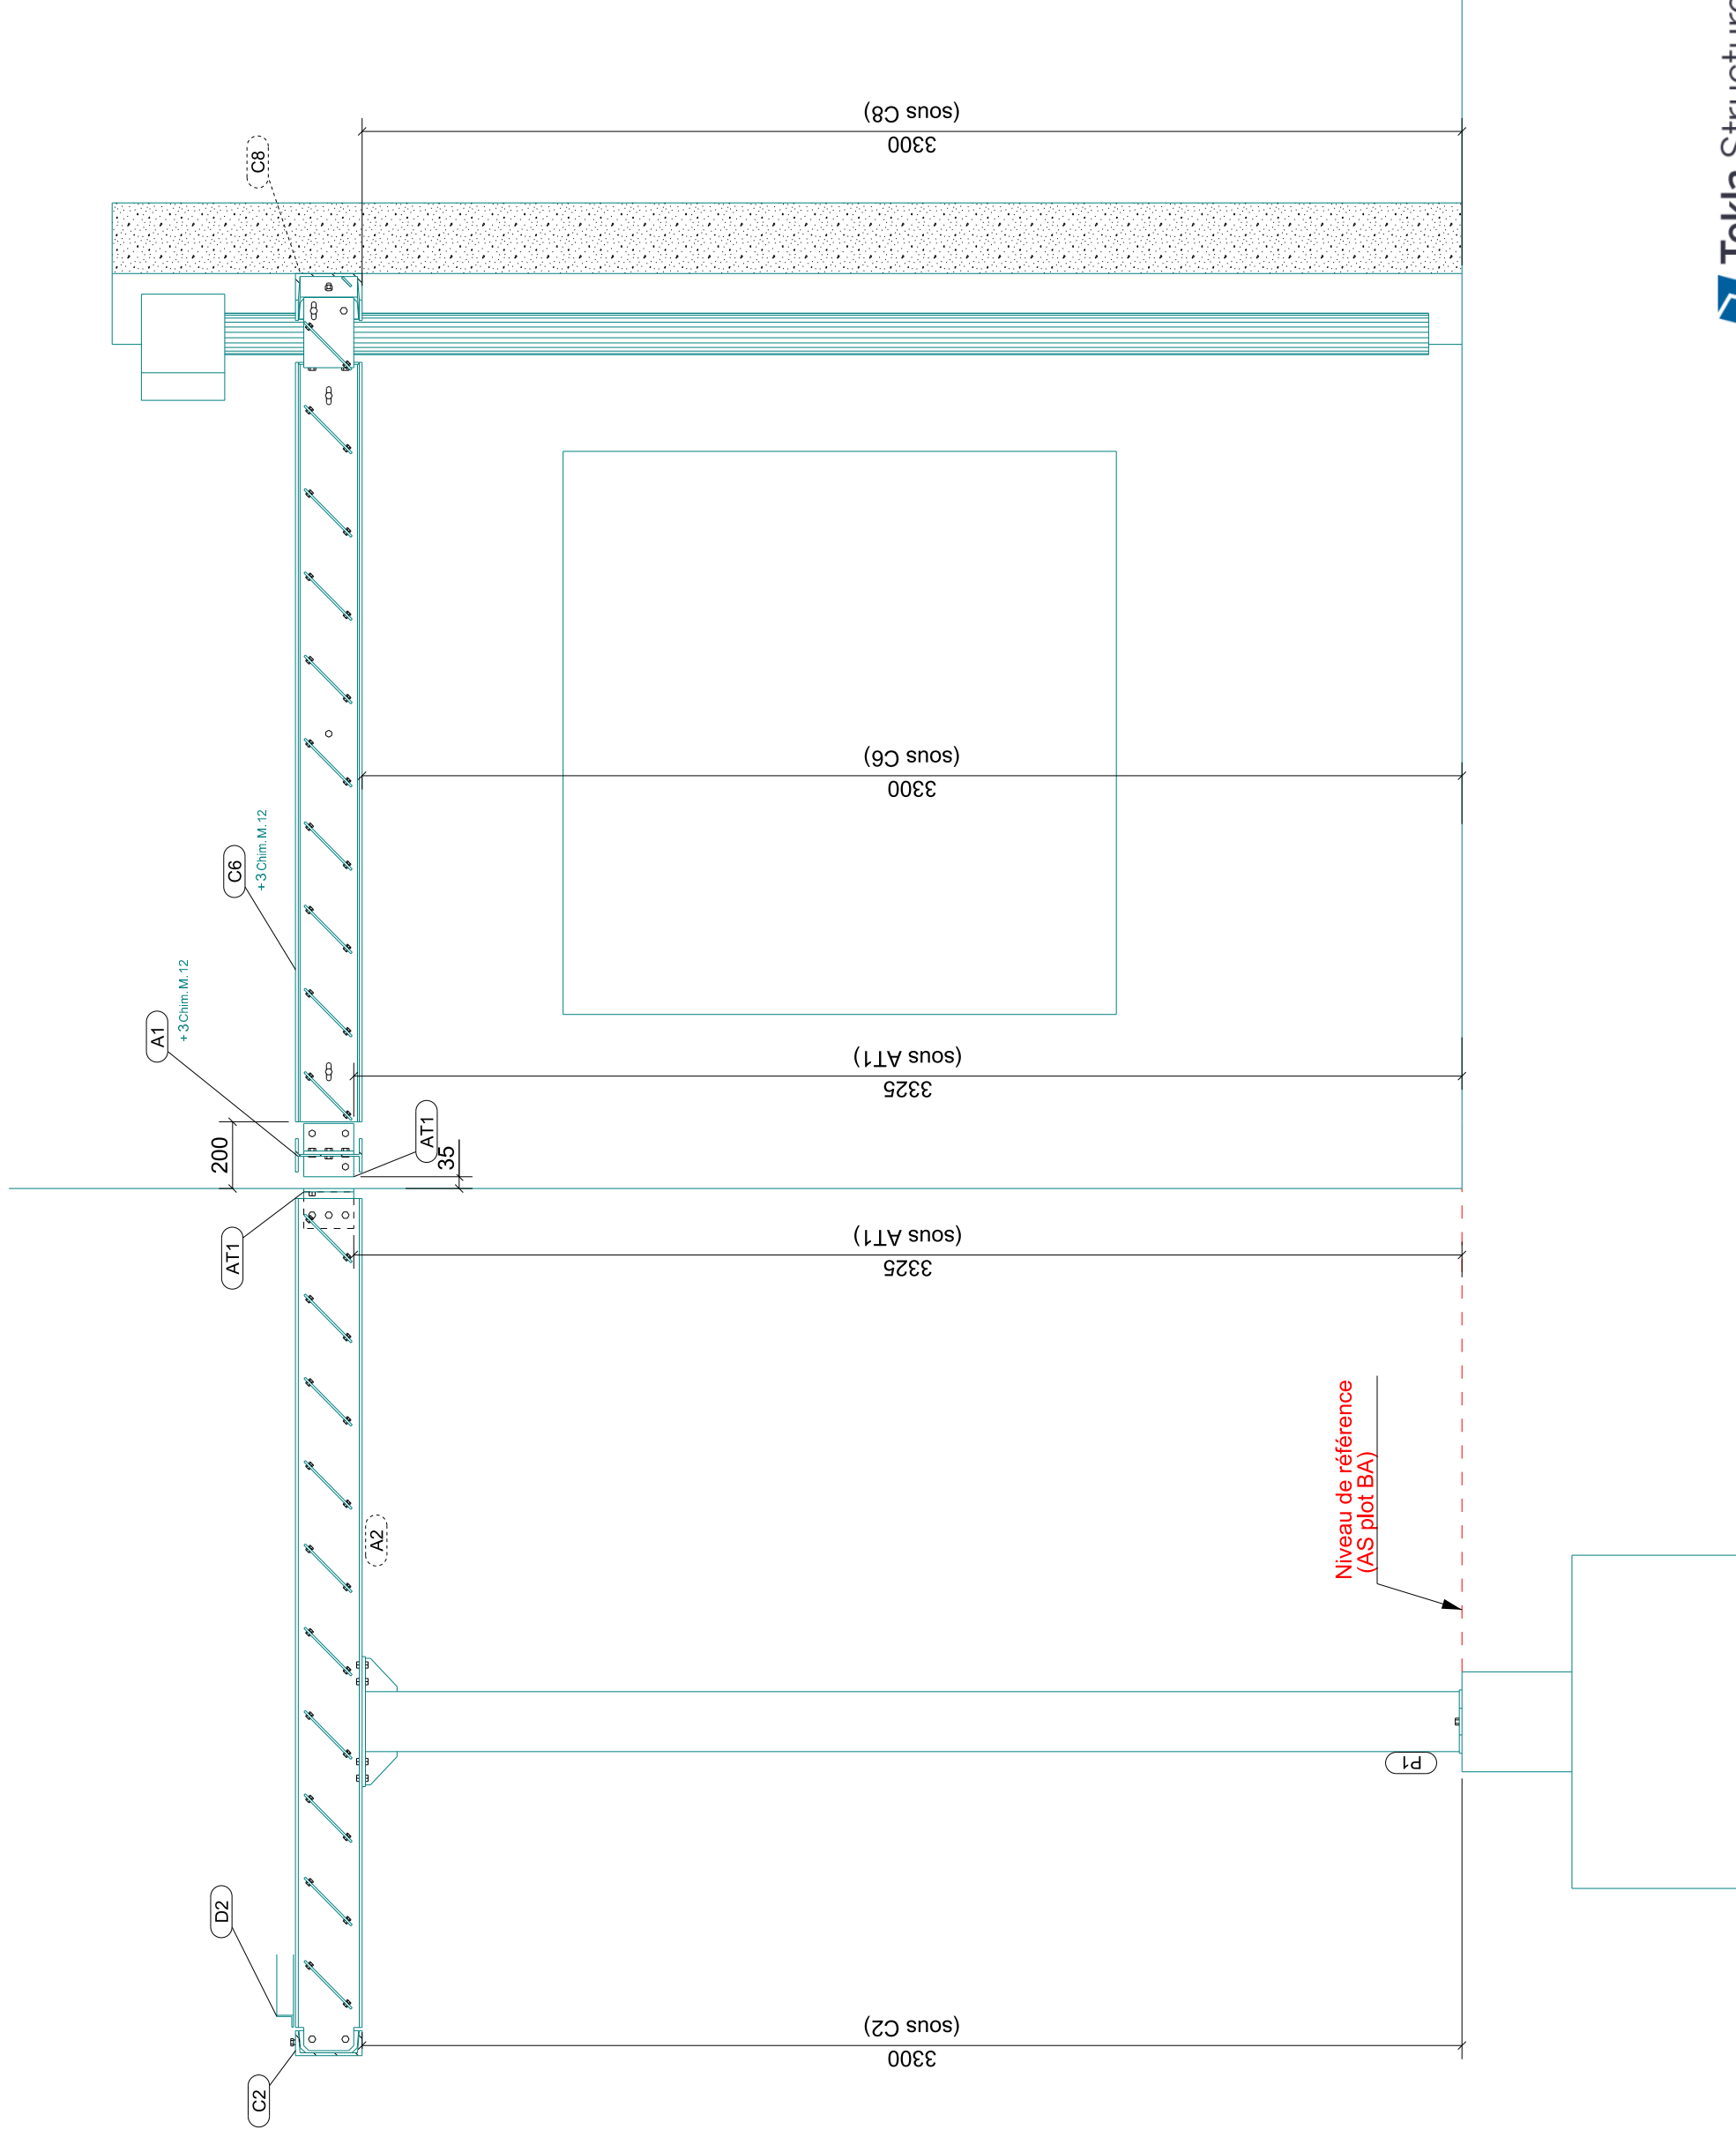 (sous C8)
3300
C8
(sous C6)
3300
C6
+3 Chim. M. 12
A1
+3 Chim. M. 12
(sous AT1)
3325
200
AT1
35
AT1
(sous AT1)
3325
Niveau de référence
(AS plot BA)
A2
P1
D2
(sous C2)
3300
C2
Tekla